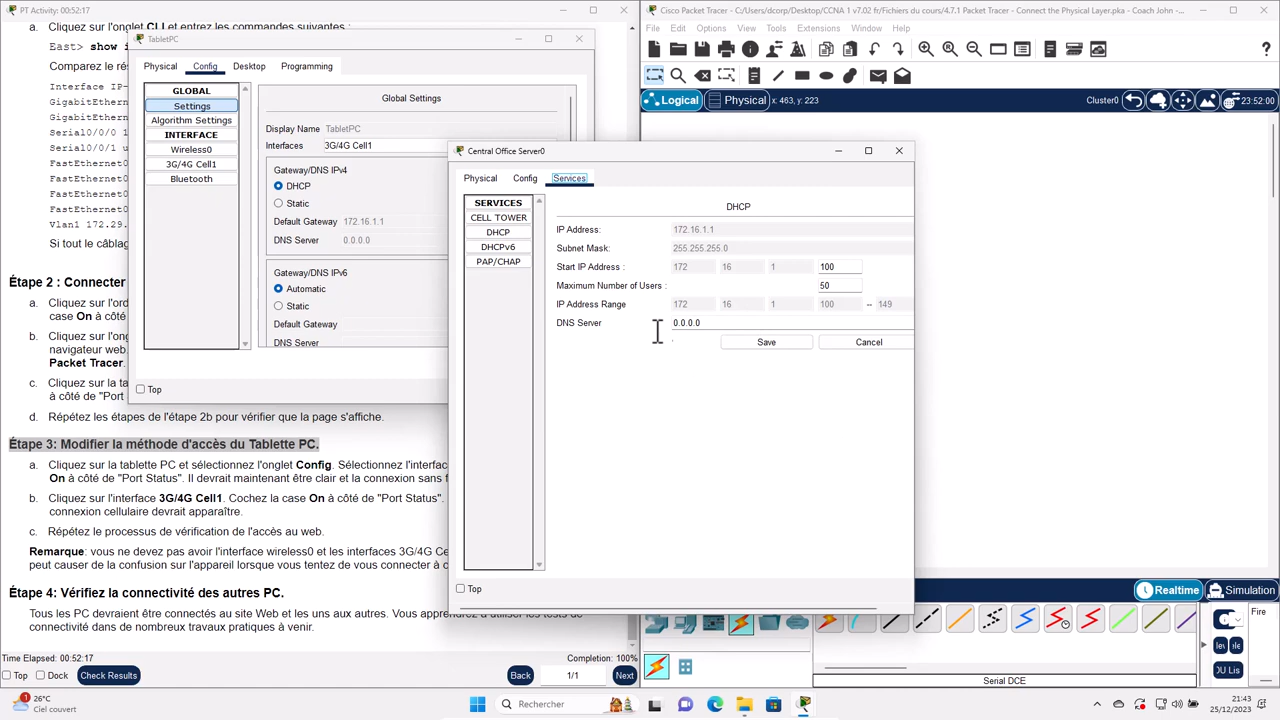 PT Activity: 00:52:17
a. Cliquez sur l'onglet CLI et entrez les commandes suivantes :
East> show i
Comparez le rés
Interface IP-
GigabitEthern
GigabitEthern
Serial0/0/0 1
Serial0/0/1 u
FastEthernet0
FastEthernet0
FastEthernet0
FastEthernet0
Vlan1 172.29.
Si tout le câblag
Étape 2 : Connecter
a. Cliquez sur l'ord
case On à côté
b. Cliquez sur l'icon
navigateur web.
Packet Tracer.
c. Cliquez sur la ta
à côté de "Port
d. Répétez les étapes de l'étape 2b pour vérifier que la page s'affiche.
Étape 3: Modifier la méthode d'accès du Tablette PC.
a. Cliquez sur la tablette PC et sélectionnez l'onglet Config. Sélectionnez l'interfac
On à côté de "Port Status". Il devrait maintenant être clair et la connexion sans f
b. Cliquez sur l'interface 3G/4G Cell1. Cochez la case On à côté de "Port Status".
connexion cellulaire devrait apparaître.
c. Répétez le processus de vérification de l'accès au web.
Remarque: vous ne devez pas avoir l'interface wireless0 et les interfaces 3G/4G Ce
peut causer de la confusion sur l'appareil lorsque vous tentez de vous connecter à d
Étape 4: Vérifiez la connectivité des autres PC.
Tous les PC devraient être connectés au site Web et les uns aux autres. Vous appren
connectivité dans de nombreux travaux pratiques à venir.
Time Elapsed: 00:52:17
Completion: 100%
Top
Dock
Check Results
Back
1/1
Next
TabletPC
Physical
Config
Desktop
Programming
GLOBAL
Settings
Algorithm Settings
INTERFACE
Wireless0
3G/4G Cell1
Bluetooth
Global Settings
Display Name TabletPC
Interfaces 3G/4G Cell1
Gateway/DNS IPv4
DHCP
Static
Default Gateway 172.16.1.1
DNS Server 0.0.0.0
Gateway/DNS IPv6
Automatic
Static
Default Gateway
DNS Server
Top
Central Office Server0
Physical
Config
Services
SERVICES
CELL TOWER
DHCP
DHCPv6
PAP/CHAP
DHCP
IP Address: 172.16.1.1
Subnet Mask: 255.255.255.0
Start IP Address : 172 16 1 100
Maximum Number of Users : 50
IP Address Range 172 16 1 100 -- 149
DNS Server 0.0.0.0
Save
Cancel
Top
Cisco Packet Tracer - C:/Users/dcorp/Desktop/CCNA 1 v7.02 fr/Fichiers du cours/4.7.1 Packet Tracer - Connect the Physical Layer.pka - Coach John -
File Edit Options View Tools Extensions Window Help
Logical
Physical
x: 463, y: 223
Cluster0
23:52:00
Realtime
Simulation
Fire
Serial DCE
26°C
Ciel couvert
Rechercher
21:43
25/12/2023